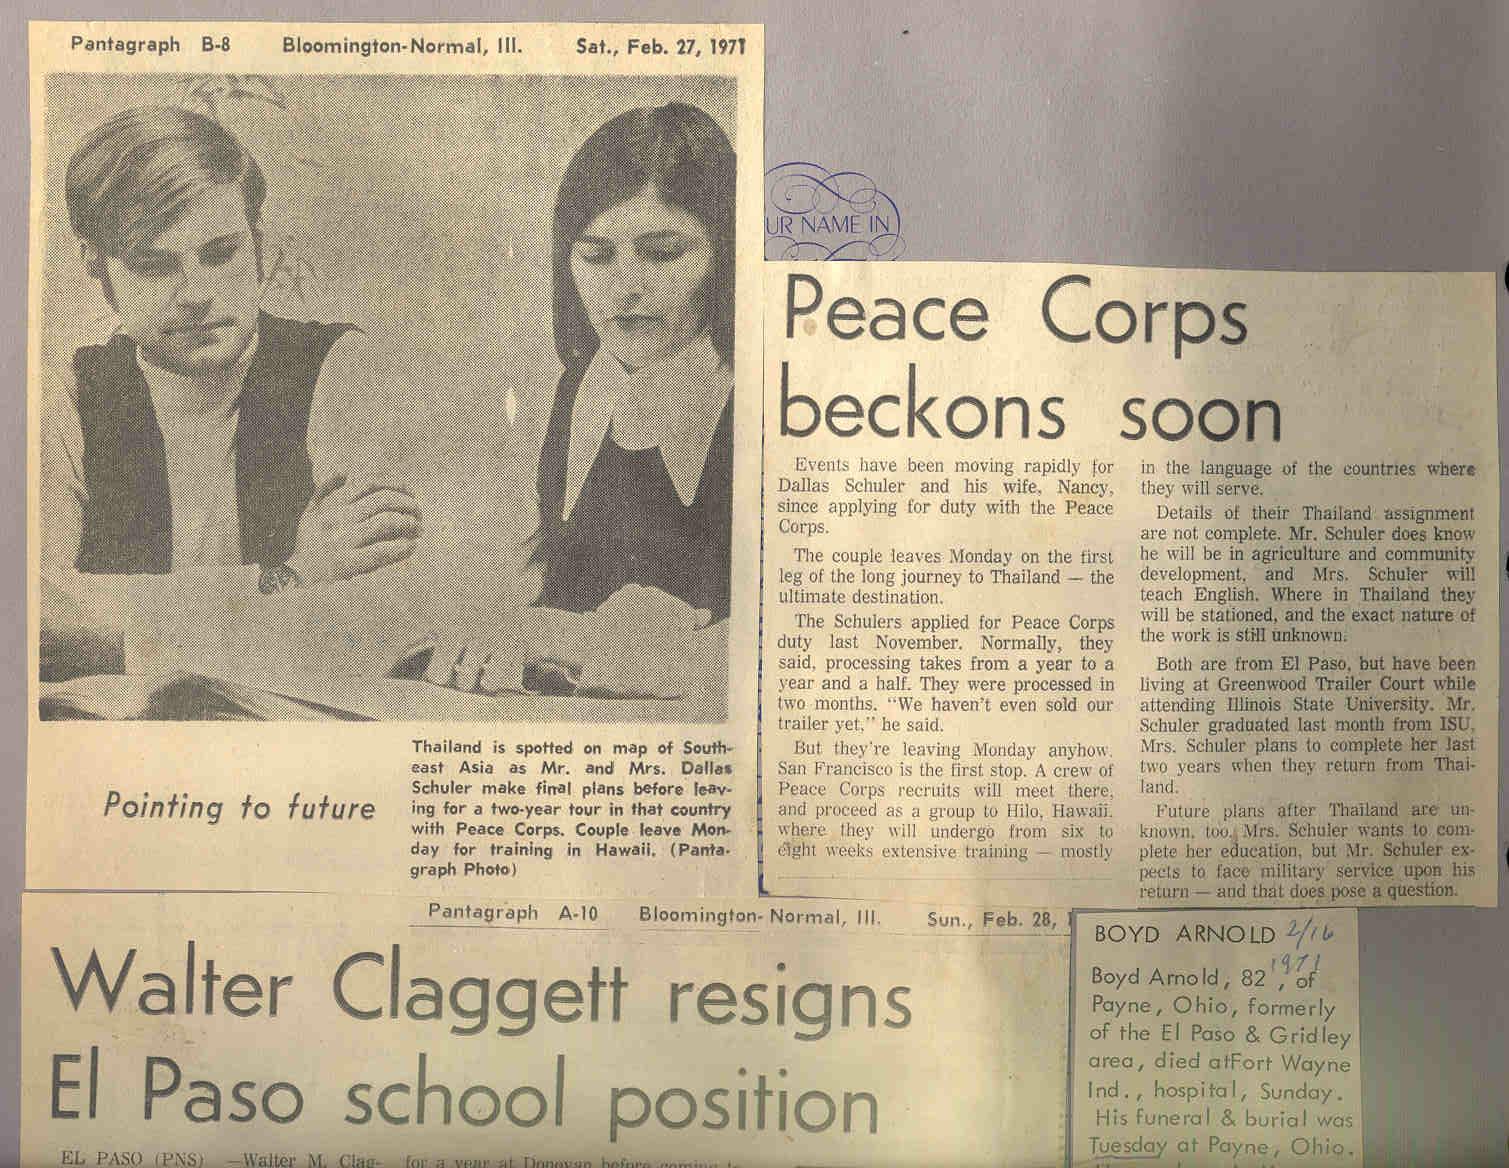 Pantagraph B-8 Bloomington-Normal, Ill. Sat., Feb. 27, 1971
Pointing to future
Thailand is spotted on map of South-
east Asia as Mr. and Mrs. Dallas
Schuler make final plans before leav-
ing for a two-year tour in that country
with Peace Corps. Couple leave Mon-
day for training in Hawaii. (Panta-
graph Photo)
UR NAME IN
Peace Corps
beckons soon
Events have been moving rapidly for
Dallas Schuler and his wife, Nancy,
since applying for duty with the Peace
Corps.
The couple leaves Monday on the first
leg of the long journey to Thailand — the
ultimate destination.
The Schulers applied for Peace Corps
duty last November. Normally, they
said, processing takes from a year to a
year and a half. They were processed in
two months. "We haven't even sold our
trailer yet," he said.
But they're leaving Monday anyhow.
San Francisco is the first stop. A crew of
Peace Corps recruits will meet there,
and proceed as a group to Hilo, Hawaii.
where they will undergo from six to
eight weeks extensive training — mostly
in the language of the countries where
they will serve.
Details of their Thailand assignment
are not complete. Mr. Schuler does know
he will be in agriculture and community
development, and Mrs. Schuler will
teach English. Where in Thailand they
will be stationed, and the exact nature of
the work is still unknown.
Both are from El Paso, but have been
living at Greenwood Trailer Court while
attending Illinois State University. Mr.
Schuler graduated last month from ISU,
Mrs. Schuler plans to complete her last
two years when they return from Thai-
land.
Future plans after Thailand are un-
known, too. Mrs. Schuler wants to com-
plete her education, but Mr. Schuler ex-
pects to face military service upon his
return — and that does pose a question.
Pantagraph A-10 Bloomington-Normal, Ill. Sun., Feb. 28,
Walter Claggett resigns
El Paso school position
EL PASO (PNS) —Walter M. Clag-
for a year at Donovan before coming
BOYD ARNOLD 2/16
1971
Boyd Arnold, 82, of
Payne, Ohio, formerly
of the El Paso & Gridley
area, died atFort Wayne
Ind., hospital, Sunday.
His funeral & burial was
Tuesday at Payne, Ohio.